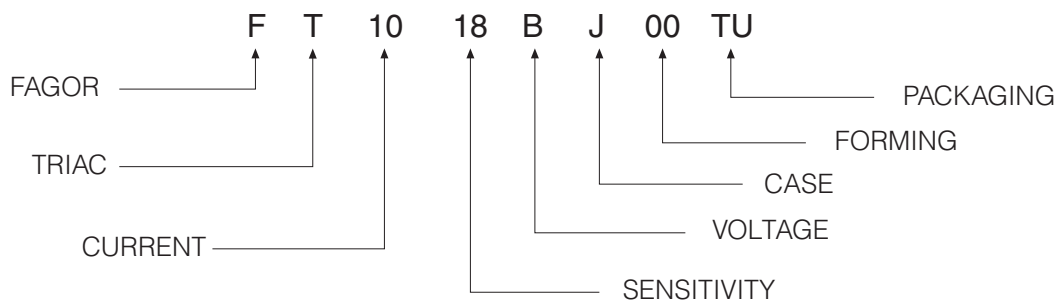 F T 10 18 B J 00 TU
FAGOR
PACKAGING
FORMING
TRIAC
CASE
VOLTAGE
CURRENT
SENSITIVITY